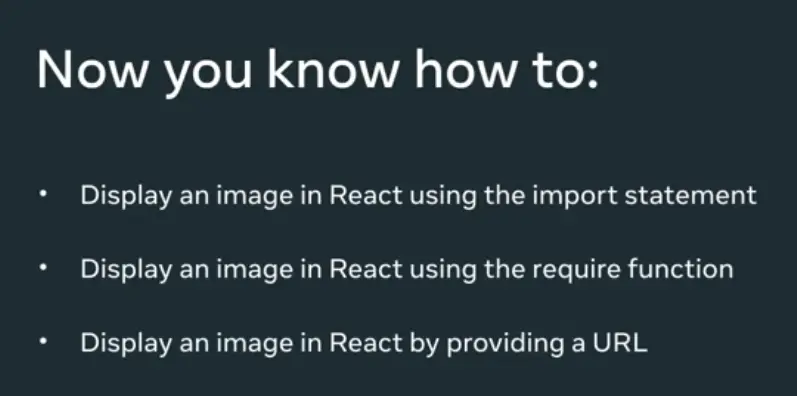 Now you know how to:
• Display an image in React using the import statement
• Display an image in React using the require function
• Display an image in React by providing a URL